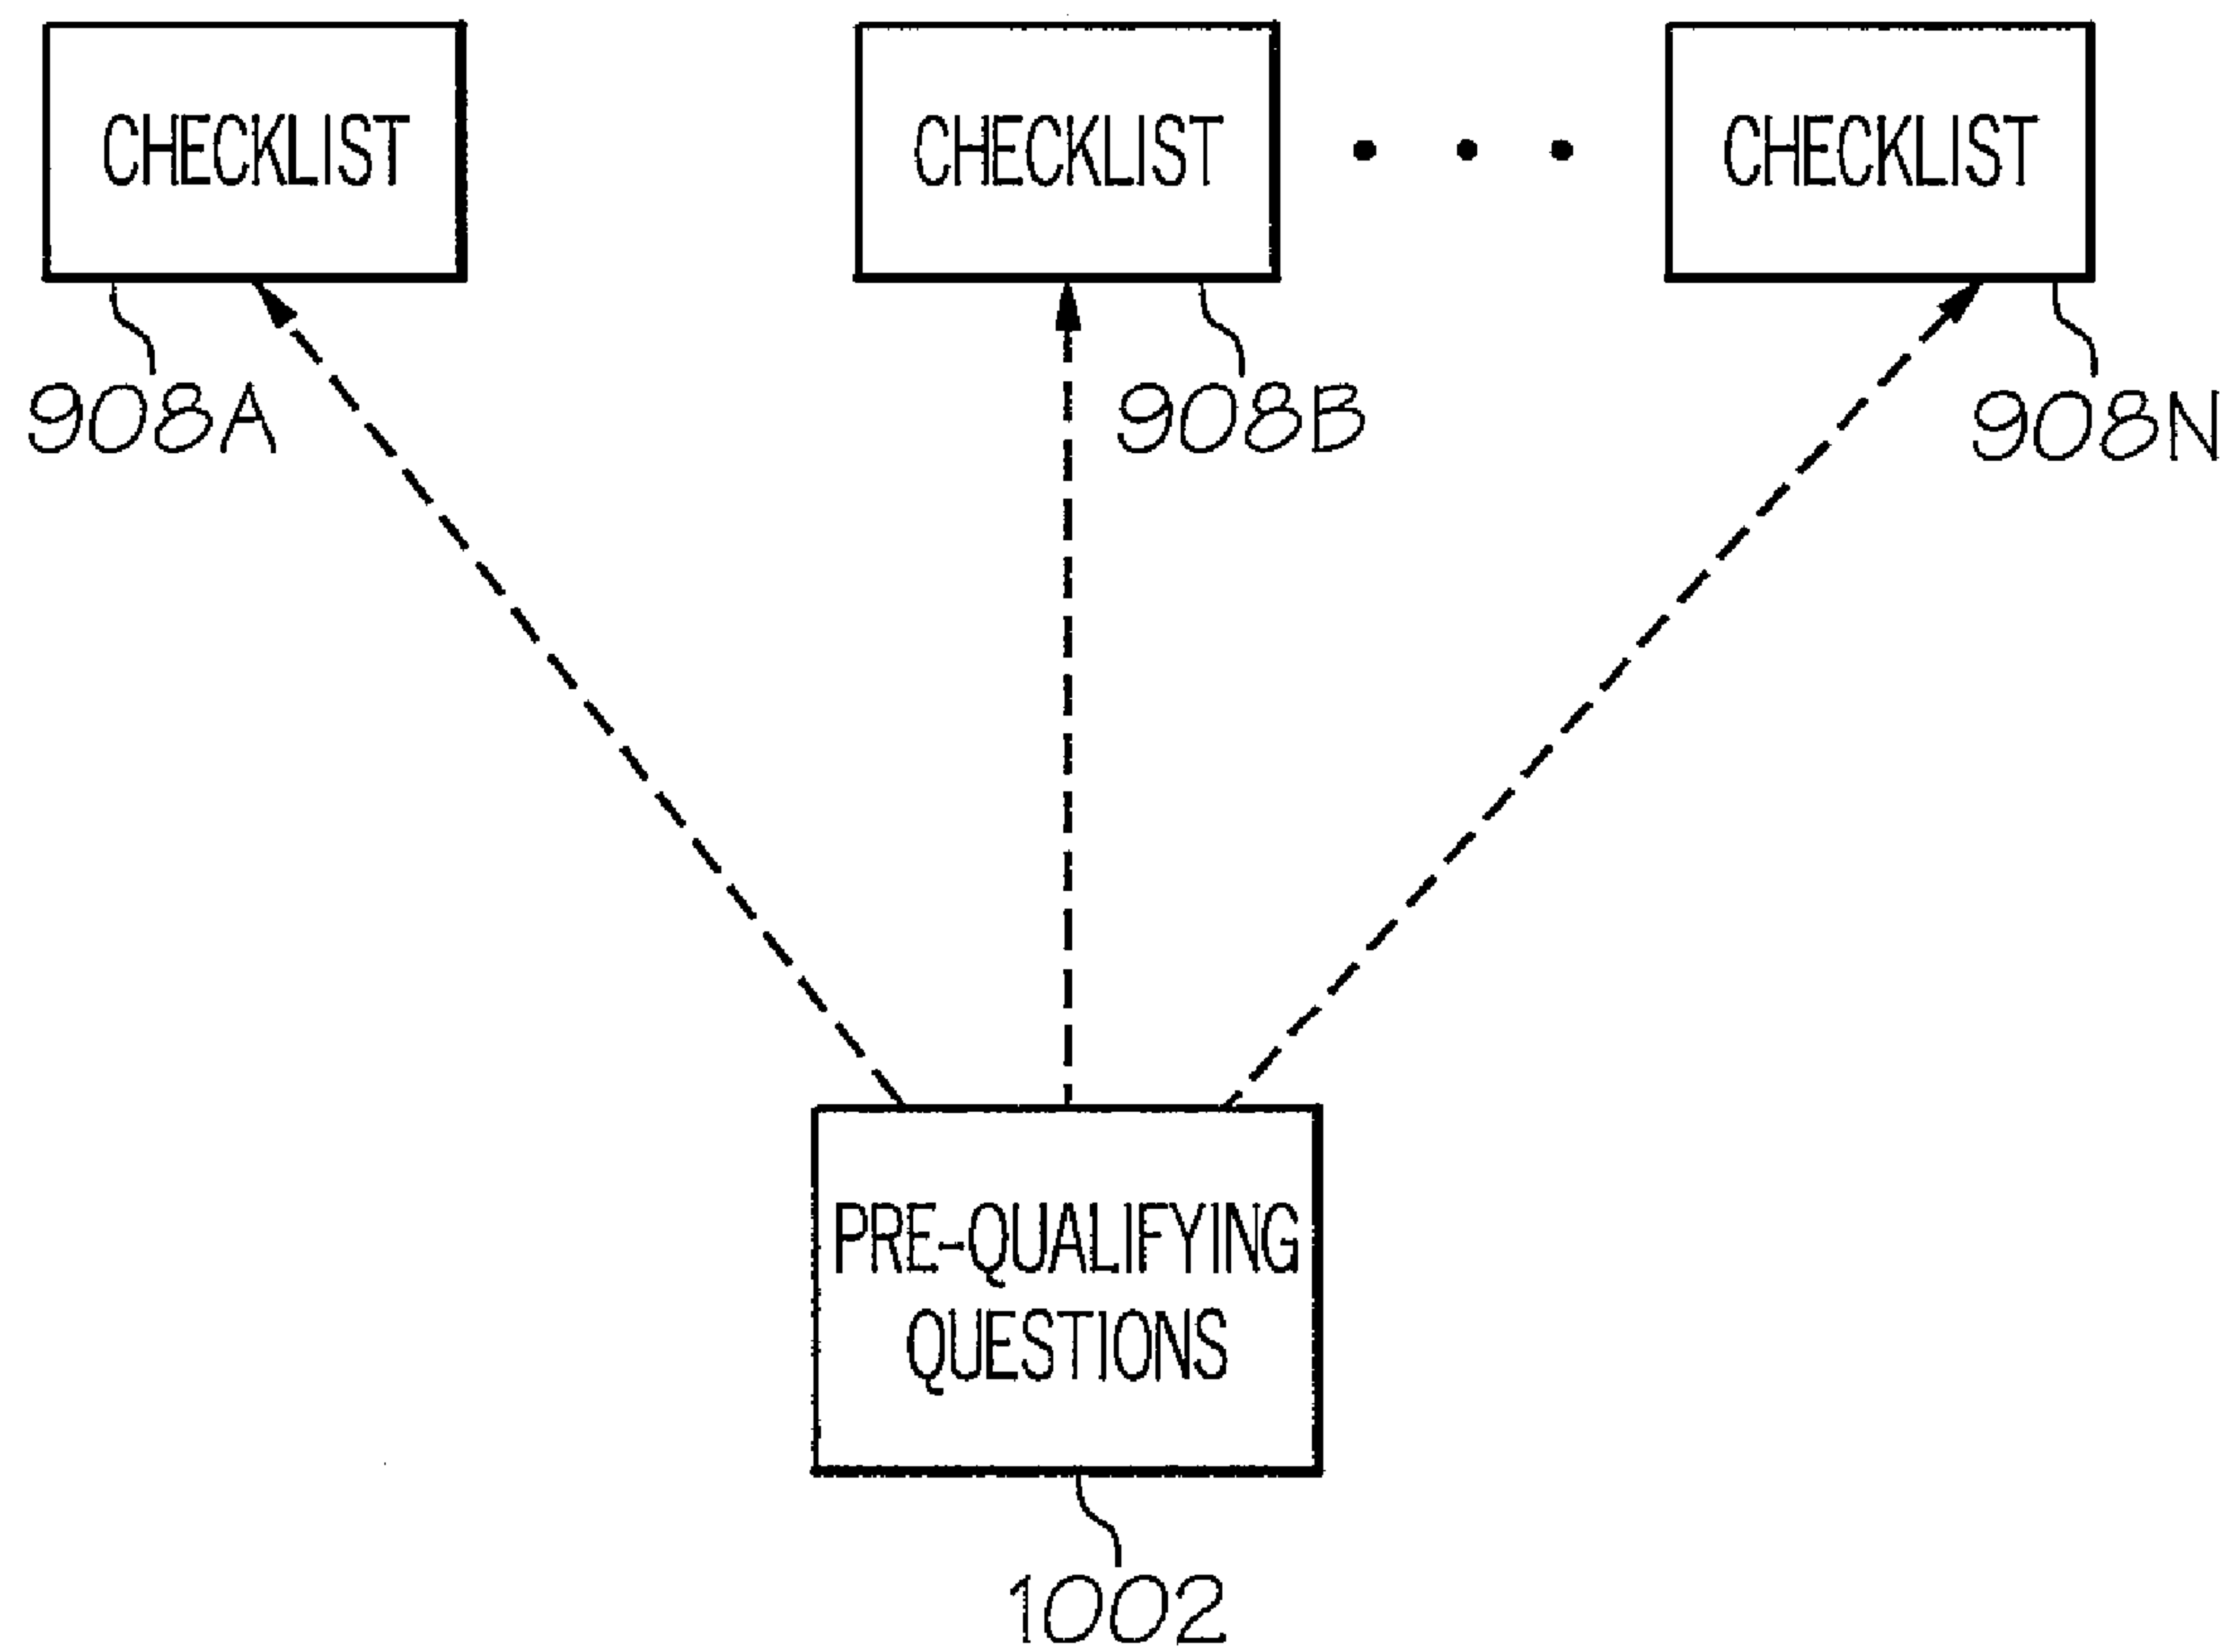 CHECKLIST
CHECKLIST
CHECKLIST
908A
908B
908N
PRE-QUALIFYING
QUESTIONS
1002